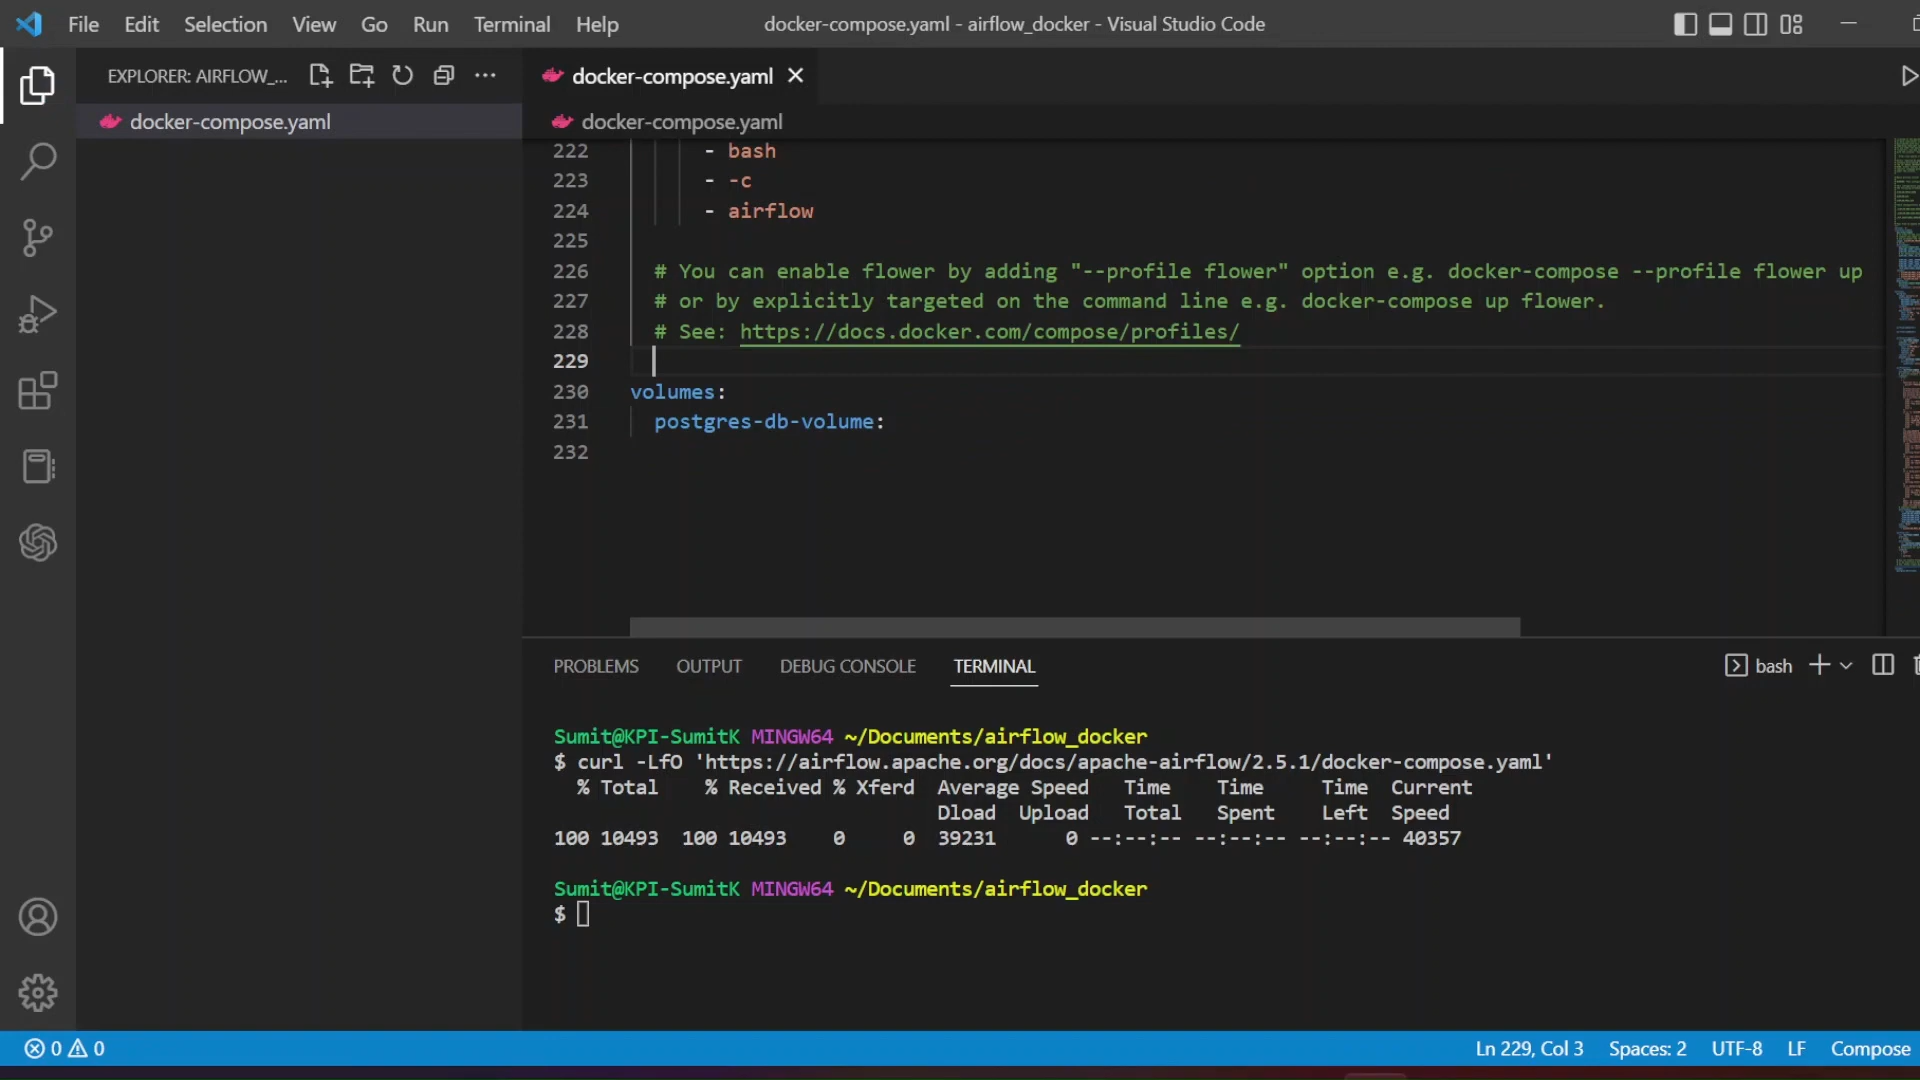 File Edit Selection View Go Run Terminal Help docker-compose.yaml - airflow_docker - Visual Studio Code
EXPLORER: AIRFLOW_...
docker-compose.yaml
docker-compose.yaml
docker-compose.yaml
222 - bash
223 - -c
224 - airflow
225
226 # You can enable flower by adding "--profile flower" option e.g. docker-compose --profile flower up
227 # or by explicitly targeted on the command line e.g. docker-compose up flower.
228 # See: https://docs.docker.com/compose/profiles/
229
230 volumes:
231 postgres-db-volume:
232
PROBLEMS OUTPUT DEBUG CONSOLE TERMINAL bash
Sumit@KPI-SumitK MINGW64 ~/Documents/airflow_docker
$ curl -LfO 'https://airflow.apache.org/docs/apache-airflow/2.5.1/docker-compose.yaml'
% Total % Received % Xferd Average Speed Time Time Time Current
Dload Upload Total Spent Left Speed
100 10493 100 10493 0 0 39231 0 --:--:-- --:--:-- --:--:-- 40357
Sumit@KPI-SumitK MINGW64 ~/Documents/airflow_docker
$
0 0 Ln 229, Col 3 Spaces: 2 UTF-8 LF Compose